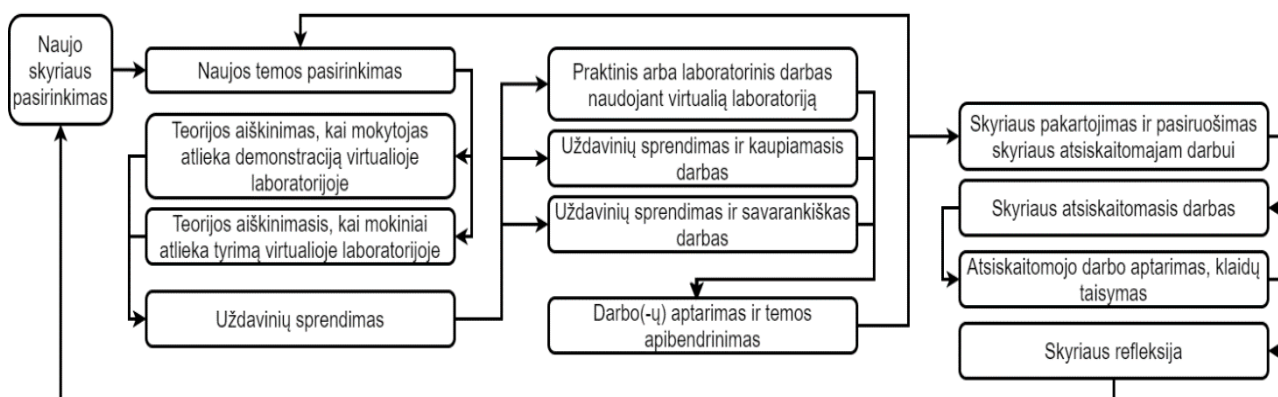 Naujo
skyriaus
pasirinkimas
Naujos temos pasirinkimas
Teorijos aiškinimas, kai mokytojas
atlieka demonstraciją virtualioje
laboratorijoje
Teorijos aiškinimasis, kai mokiniai
atlieka tyrimą virtualioje laboratorijoje
Uždavinių sprendimas
Praktinis arba laboratorinis darbas
naudojant virtualią laboratoriją
Uždavinių sprendimas ir kaupiamasis
darbas
Uždavinių sprendimas ir savarankiškas
darbas
Darbo(-ų) aptarimas ir temos
apibendrinimas
Skyriaus pakartojimas ir pasiruošimas
skyriaus atsiskaitomajam darbui
Skyriaus atsiskaitomasis darbas
Atsiskaitomojo darbo aptarimas, klaidų
taisymas
Skyriaus refleksija